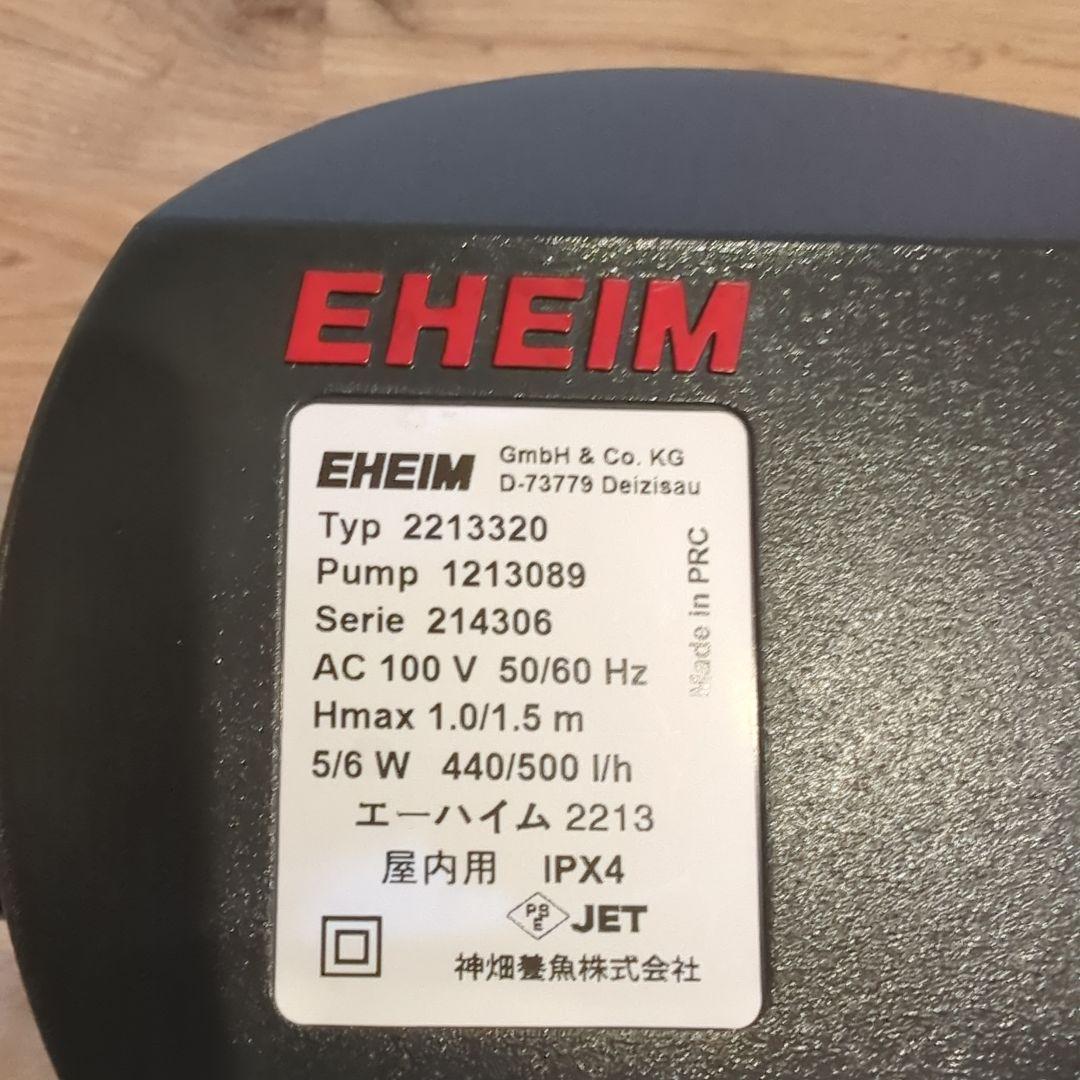 EHEIM
EHEIM GmbH & Co. KG
D-73779 Deizisau
Typ 2213320
Pump 1213089
Serie 214306
AC 100 V 50/60 Hz
Hmax 1.0/1.5 m
5/6 W 440/500 l/h
エーハイム 2213
屋内用 IPX4
PS E JET
神畑養魚株式会社
Made in PRC